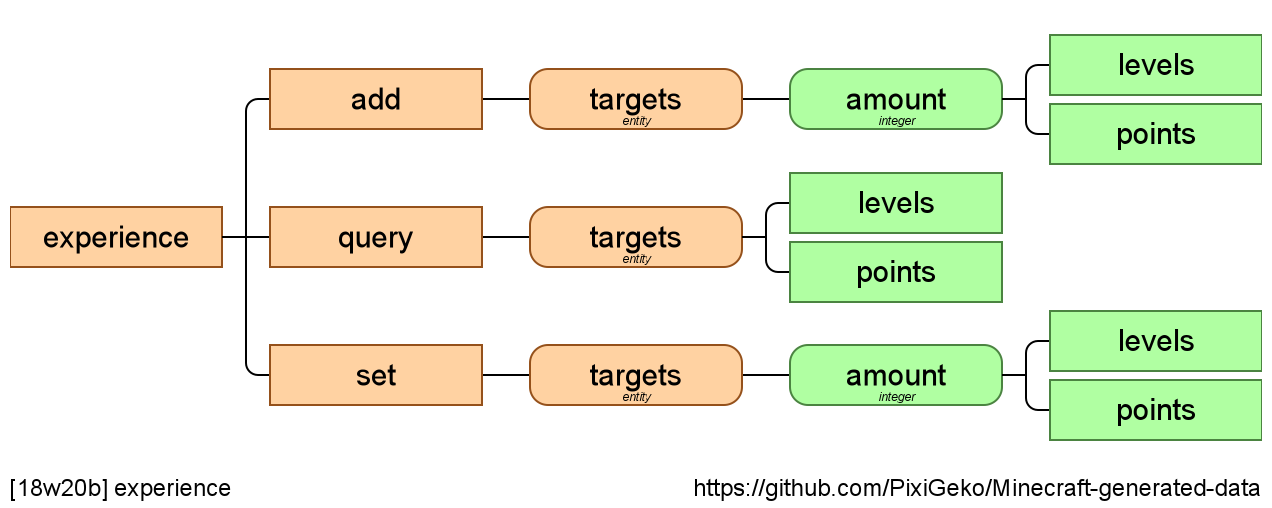 experience
add
targets
entity
amount
integer
levels
points
query
targets
entity
levels
points
set
targets
entity
amount
integer
levels
points
[18w20b] experience
https://github.com/PixiGeko/Minecraft-generated-data